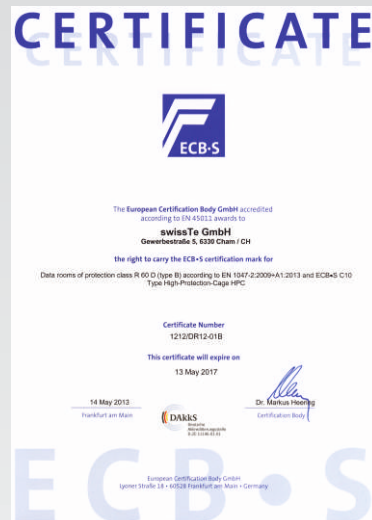 CERTIFICATE
CERTIFICATE
ECB•S
The European Certification Body GmbH accredited
according to EN 45011 awards to
swissTe GmbH
Gewerbestraße 5, 6330 Cham / CH
the right to carry the ECB•S certification mark for
Data rooms of protection class R 60 D (type B) according to EN 1047-2:2009+A1:2013 and ECB•S C10
Type High-Protection-Cage HPC
Certificate Number
1212/DR12-01B
This certificate will expire on
13 May 2017
14 May 2013
Frankfurt am Main
DAkkS
Deutsche
Akkreditierungsstelle
Dr. Markus Heering
Certification Body
European Certification Body GmbH
Lyoner Straße 18 • 60528 Frankfurt am Main • Germany
ECB•S